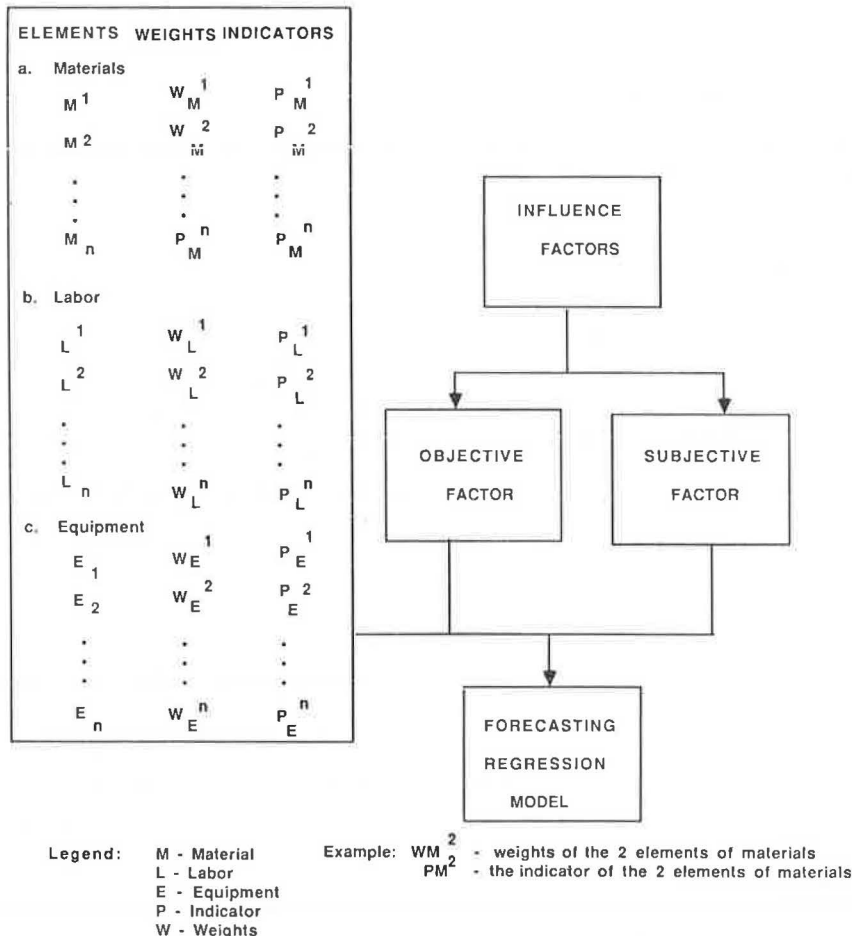 ELEMENTS WEIGHTS INDICATORS
a. Materials
M 1 W M 1 P M 1
M 2 W M 2 P M 2
M n P M n P M n
b. Labor
L 1 W L 1 P L 1
L 2 W L 2 P L 2
L n W L n P L n
c. Equipment
E 1 W E 1 P E 1
E 2 W E 2 P E 2
E n W E n P E n
INFLUENCE
FACTORS
OBJECTIVE
FACTOR
SUBJECTIVE
FACTOR
FORECASTING
REGRESSION
MODEL
Legend: M - Material
L - Labor
E - Equipment
P - Indicator
W - Weights
Example: WM 2 - weights of the 2 elements of materials
PM 2 - the indicator of the 2 elements of materials